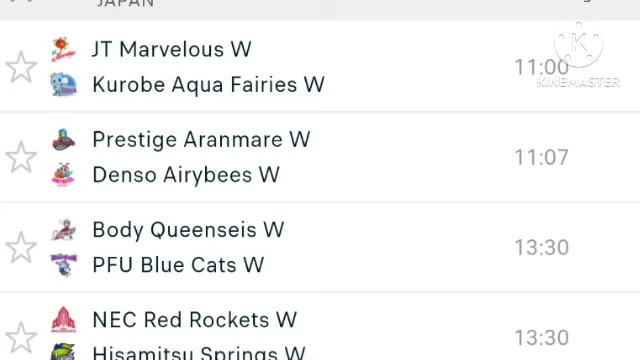 JAPAN
JT Marvelous W
Kurobe Aqua Fairies W
11:00
KINEMASTER
Prestige Aranmare W
Denso Airybees W
11:07
Body Queenseis W
PFU Blue Cats W
13:30
NEC Red Rockets W
Hisamitsu Springs W
13:30